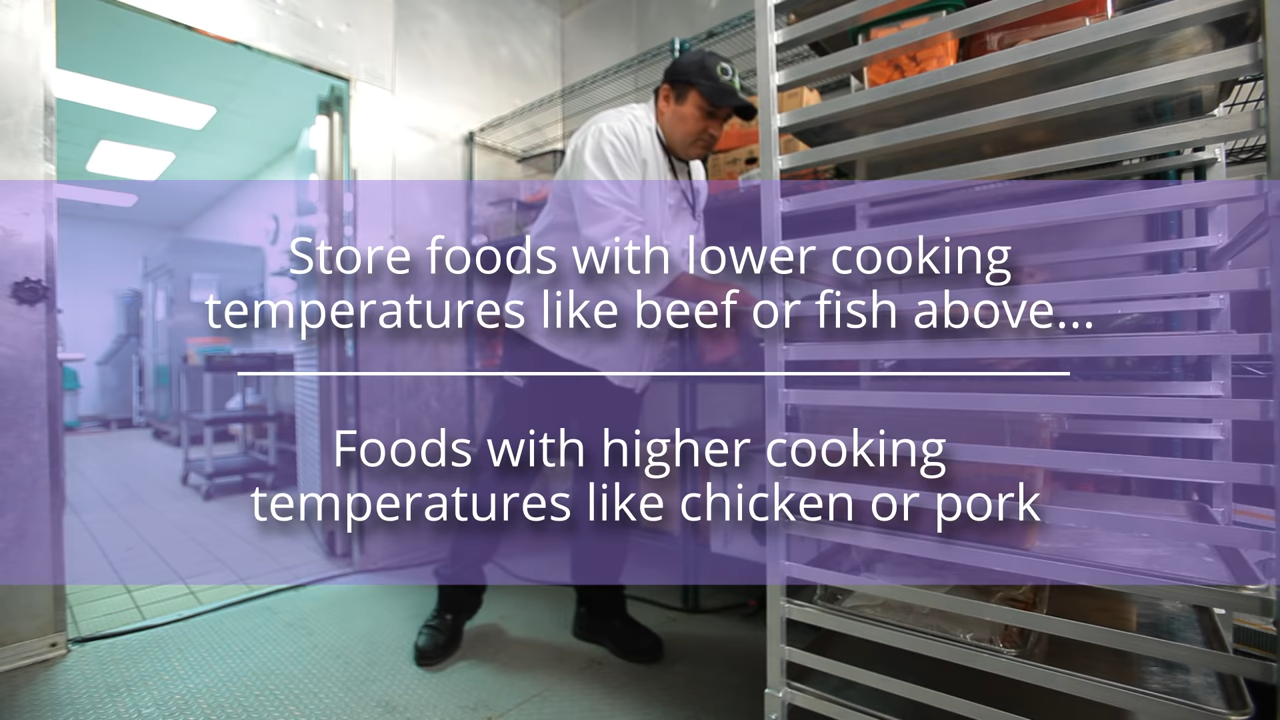 Store foods with lower cooking
temperatures like beef or fish above...
Foods with higher cooking
temperatures like chicken or pork